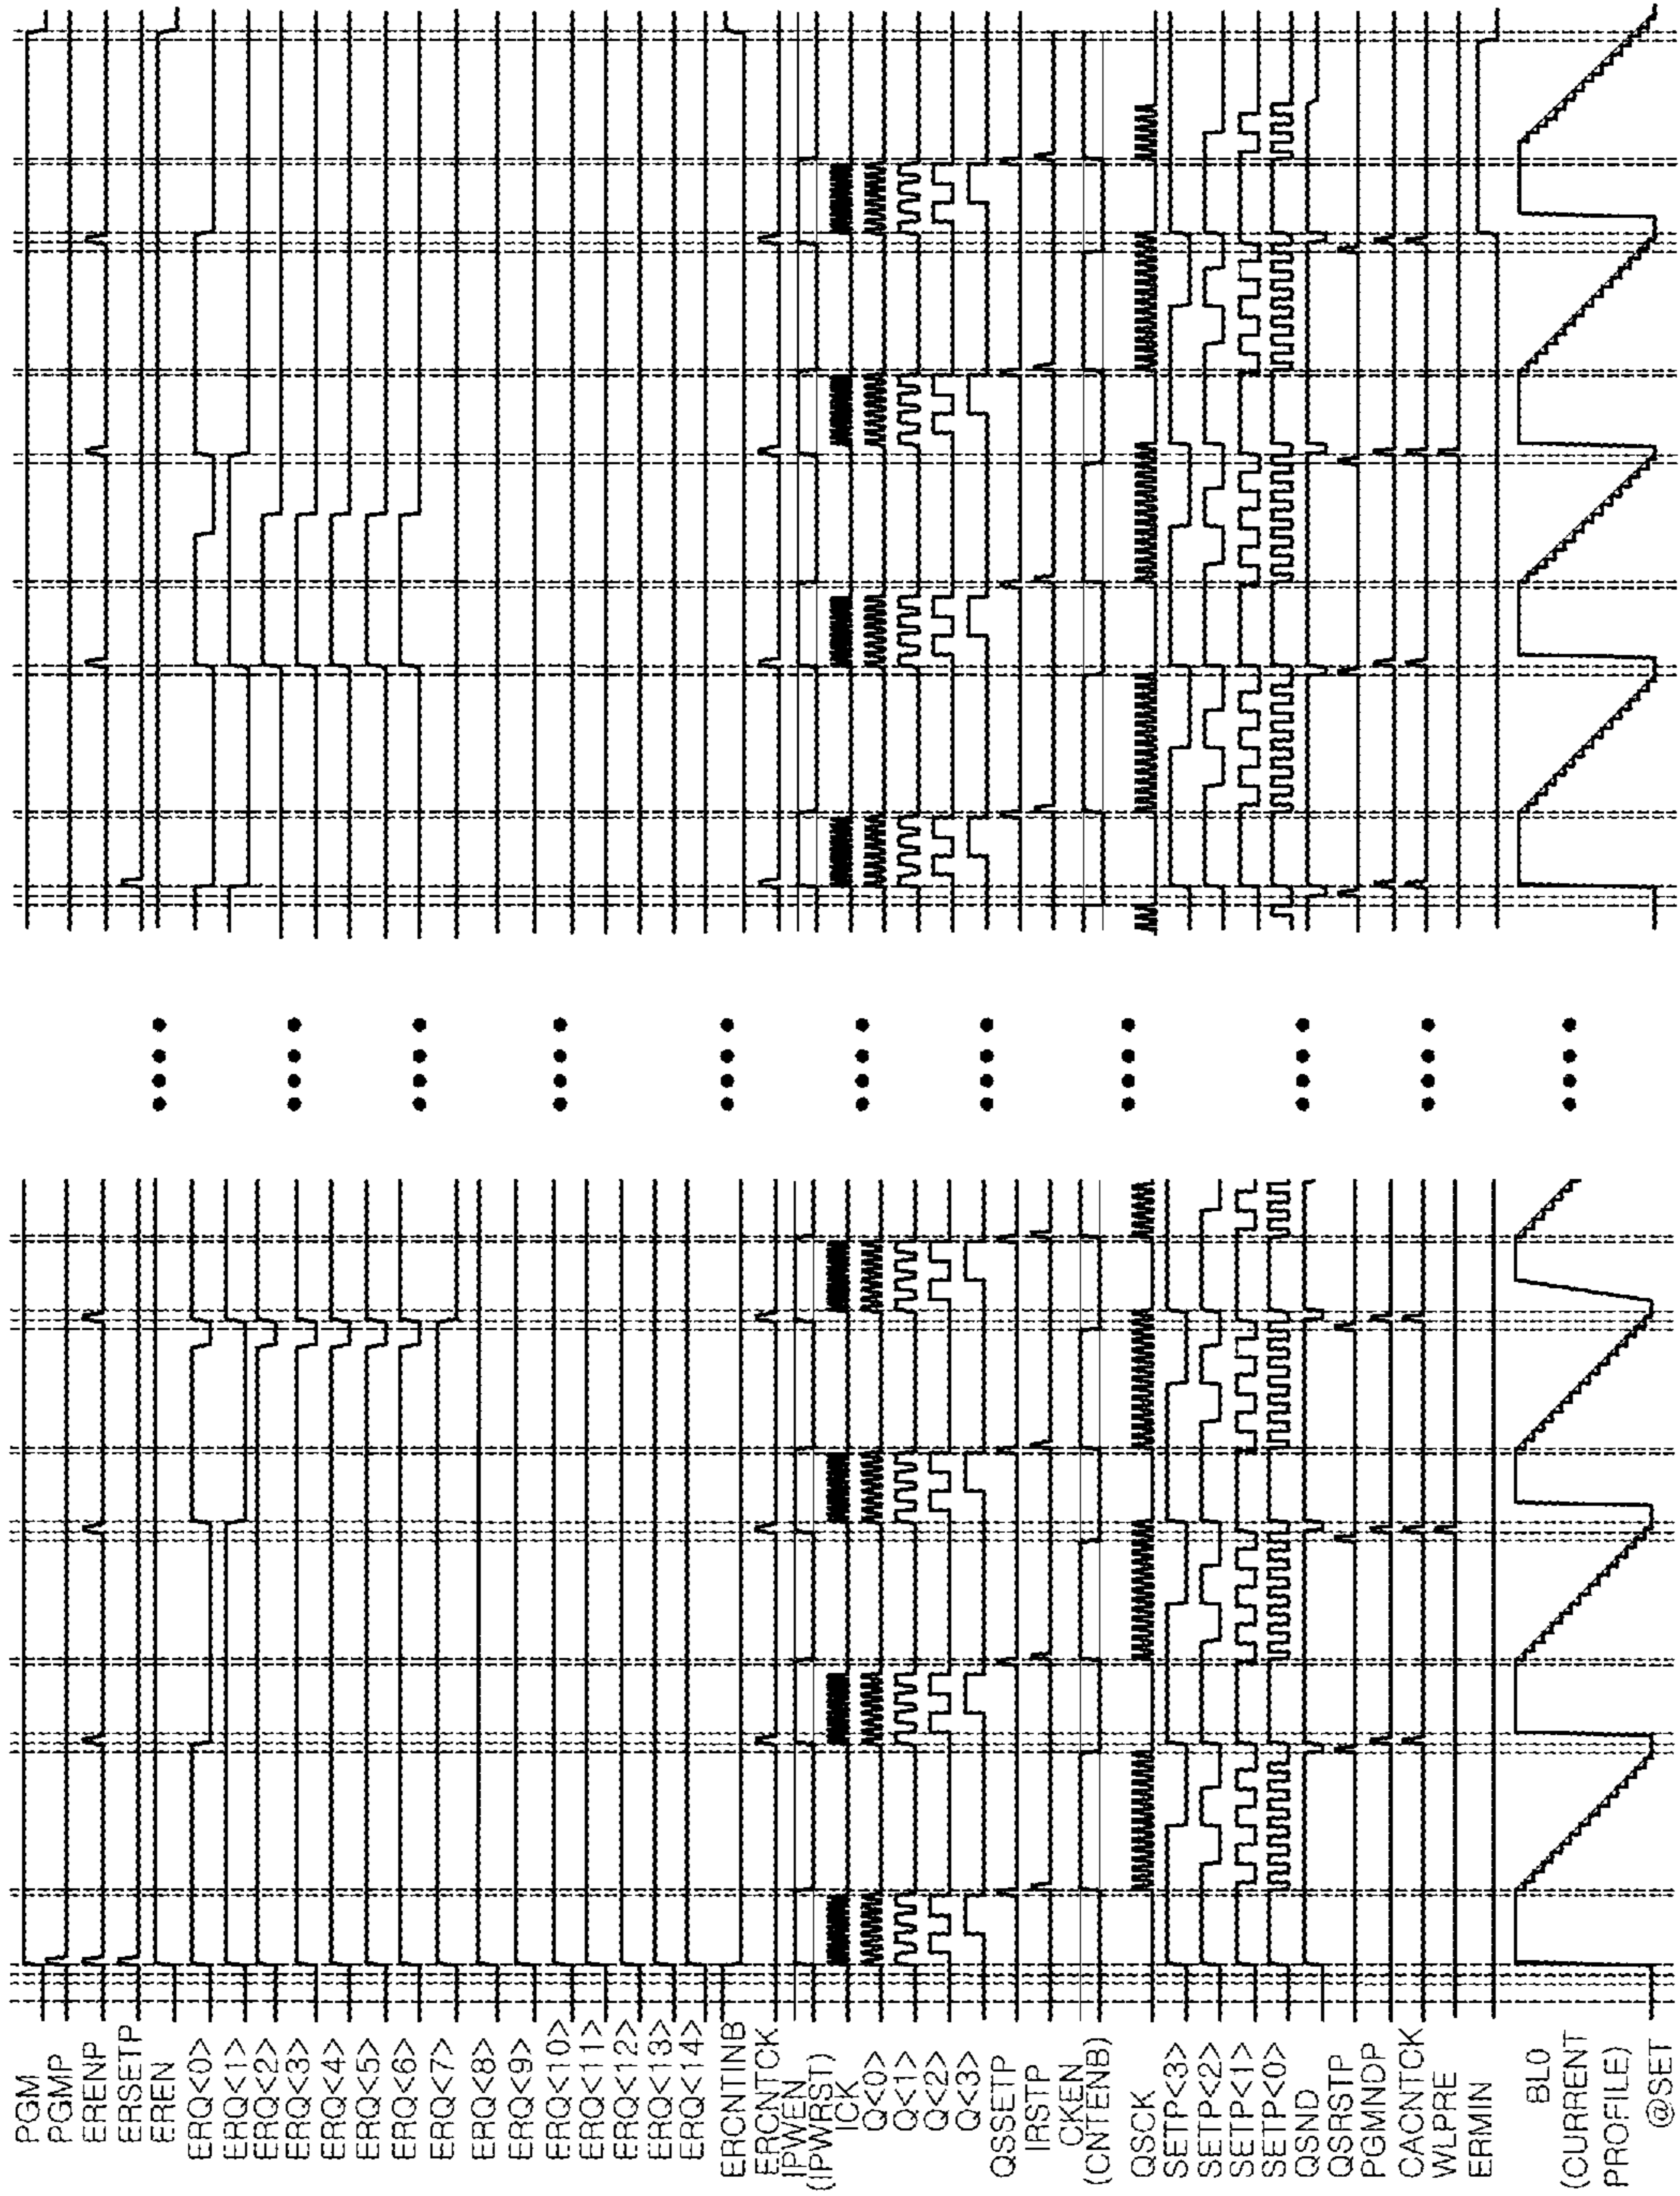 PGM
PGMP
ERENP
ERSETP
EREN
ERQ<0>
ERQ<1>
ERQ<2>
ERQ<3>
ERQ<4>
ERQ<5>
ERQ<6>
ERQ<7>
ERQ<8>
ERQ<9>
ERQ<10>
ERQ<11>
ERQ<12>
ERQ<13>
ERQ<14>
ERCNTINB
ERCNTCK
IPWEN
(IPWRST)
ICK
Q<0>
Q<1>
Q<2>
Q<3>
QSSETP
IRSTP
CKEN
(CNTENB)
QSCK
SETP<3>
SETP<2>
SETP<1>
SETP<0>
QSND
QSRSTP
PGMNDP
CACNTCK
WLPRE
ERMIN
BL0
(CURRENT
PROFILE)
@SET